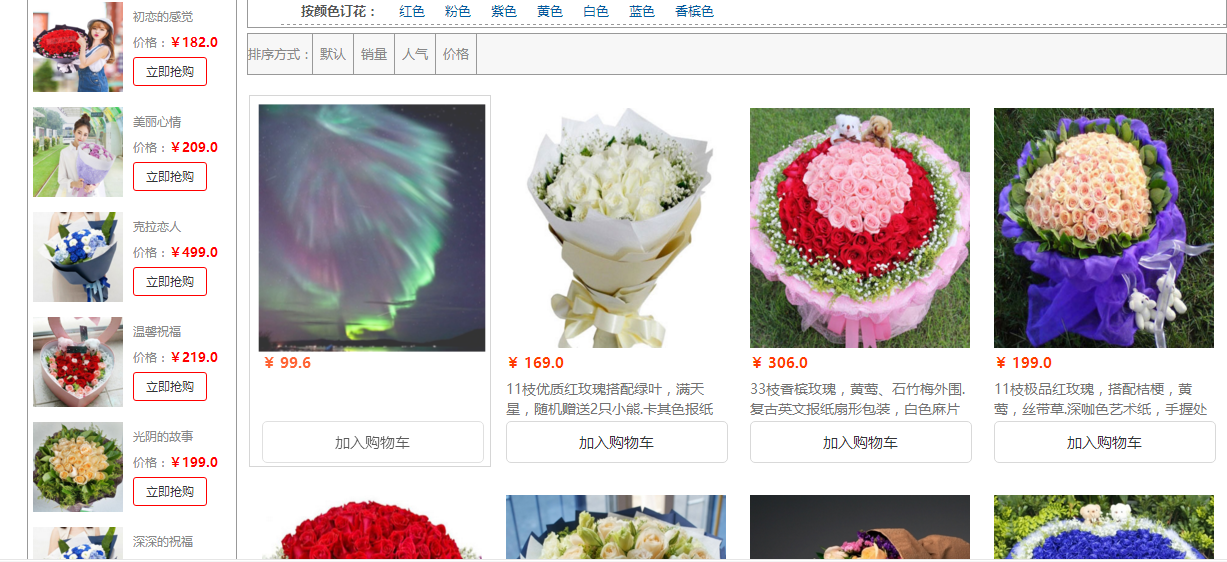 初恋的感觉
价格：￥182.0
立即抢购
美丽心情
价格：￥209.0
立即抢购
克拉恋人
价格：￥499.0
立即抢购
温馨祝福
价格：￥219.0
立即抢购
光阴的故事
价格：￥199.0
立即抢购
深深的祝福
按颜色订花： 红色 粉色 紫色 黄色 白色 蓝色 香槟色
排序方式： 默认 销量 人气 价格
￥ 99.6
加入购物车
￥ 169.0
11枝优质红玫瑰搭配绿叶，满天
星，随机赠送2只小熊.卡其色报纸
加入购物车
￥ 306.0
33枝香槟玫瑰，黄莺、石竹梅外围.
复古英文报纸扇形包装，白色麻片
加入购物车
￥ 199.0
11枝极品红玫瑰，搭配桔梗，黄
莺，丝带草.深咖色艺术纸，手握处
加入购物车